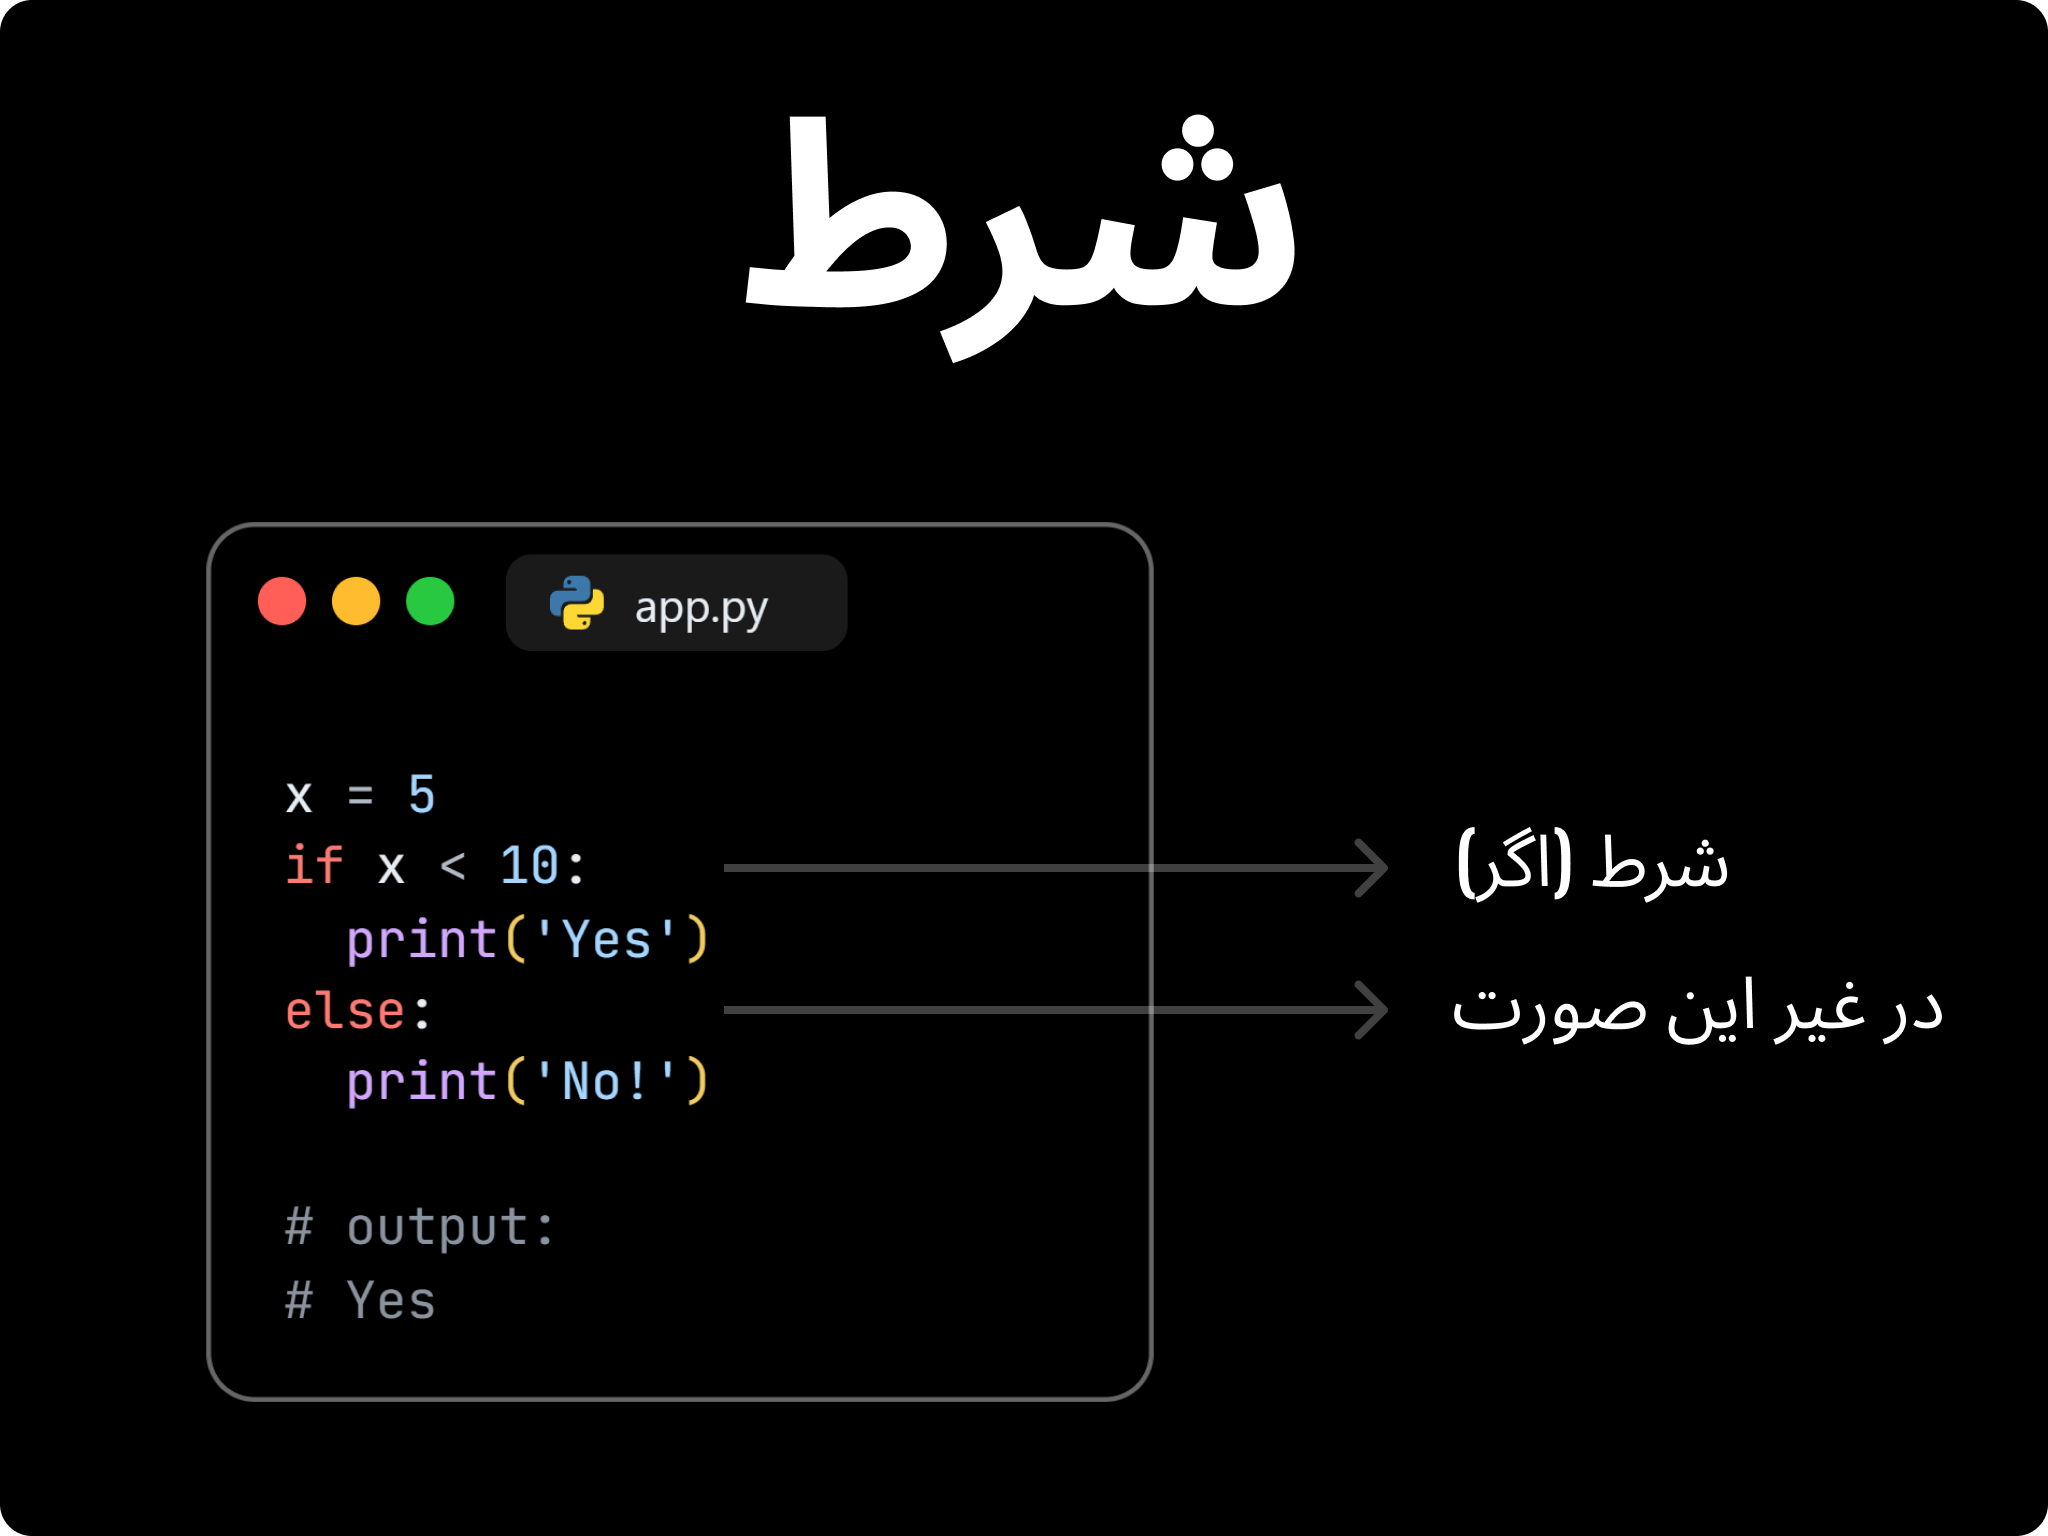 شرط
app.py
x = 5
if x < 10:
  print('Yes')
else:
  print('No!')
# output:
# Yes
شرط (اگر)
در غیر این صورت